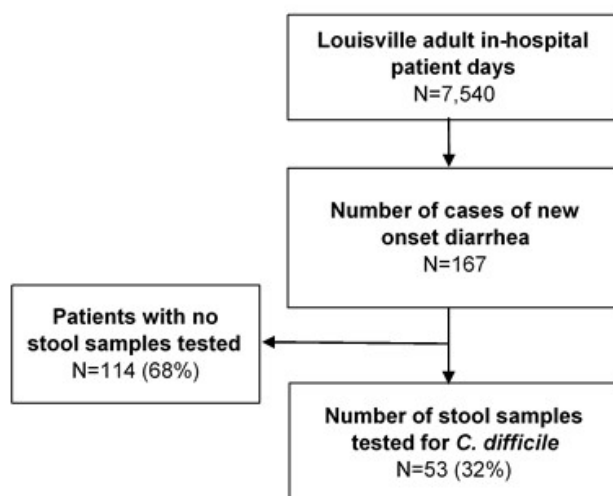 Louisville adult in-hospital
patient days
N=7,540
Number of cases of new
onset diarrhea
N=167
Patients with no
stool samples tested
N=114 (68%)
Number of stool samples
tested for C. difficile
N=53 (32%)